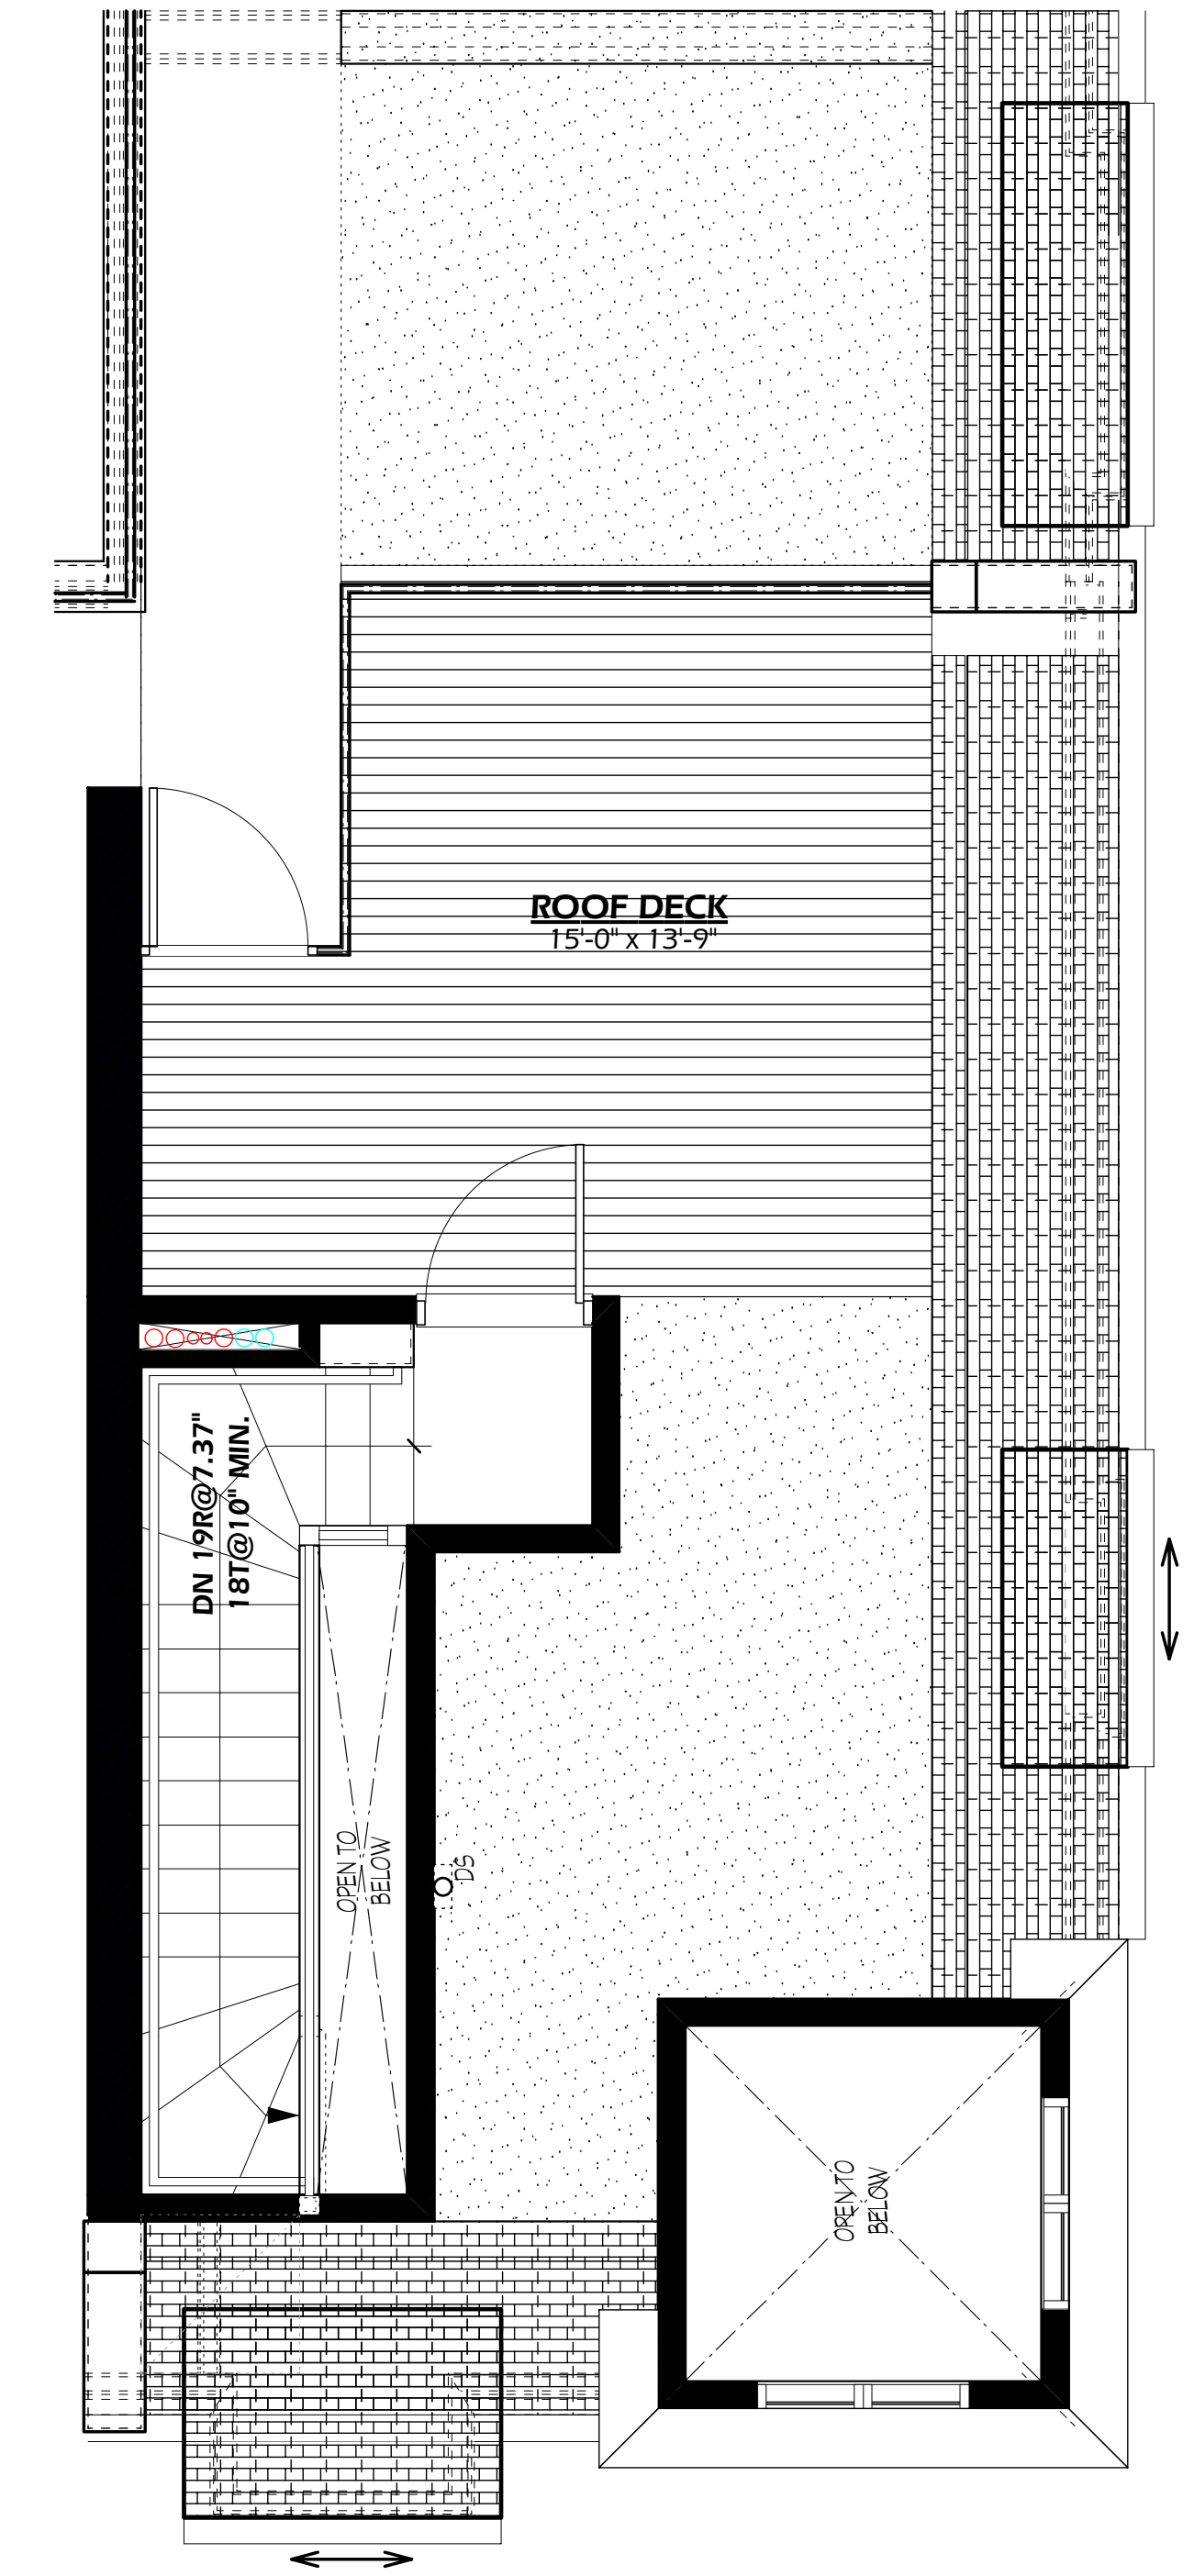 ROOF DECK
15'-0" x 13'-9"
DN 19R@7.37"
18T@10" MIN.
OPEN TO
BELOW
DS
OPEN TO
BELOW